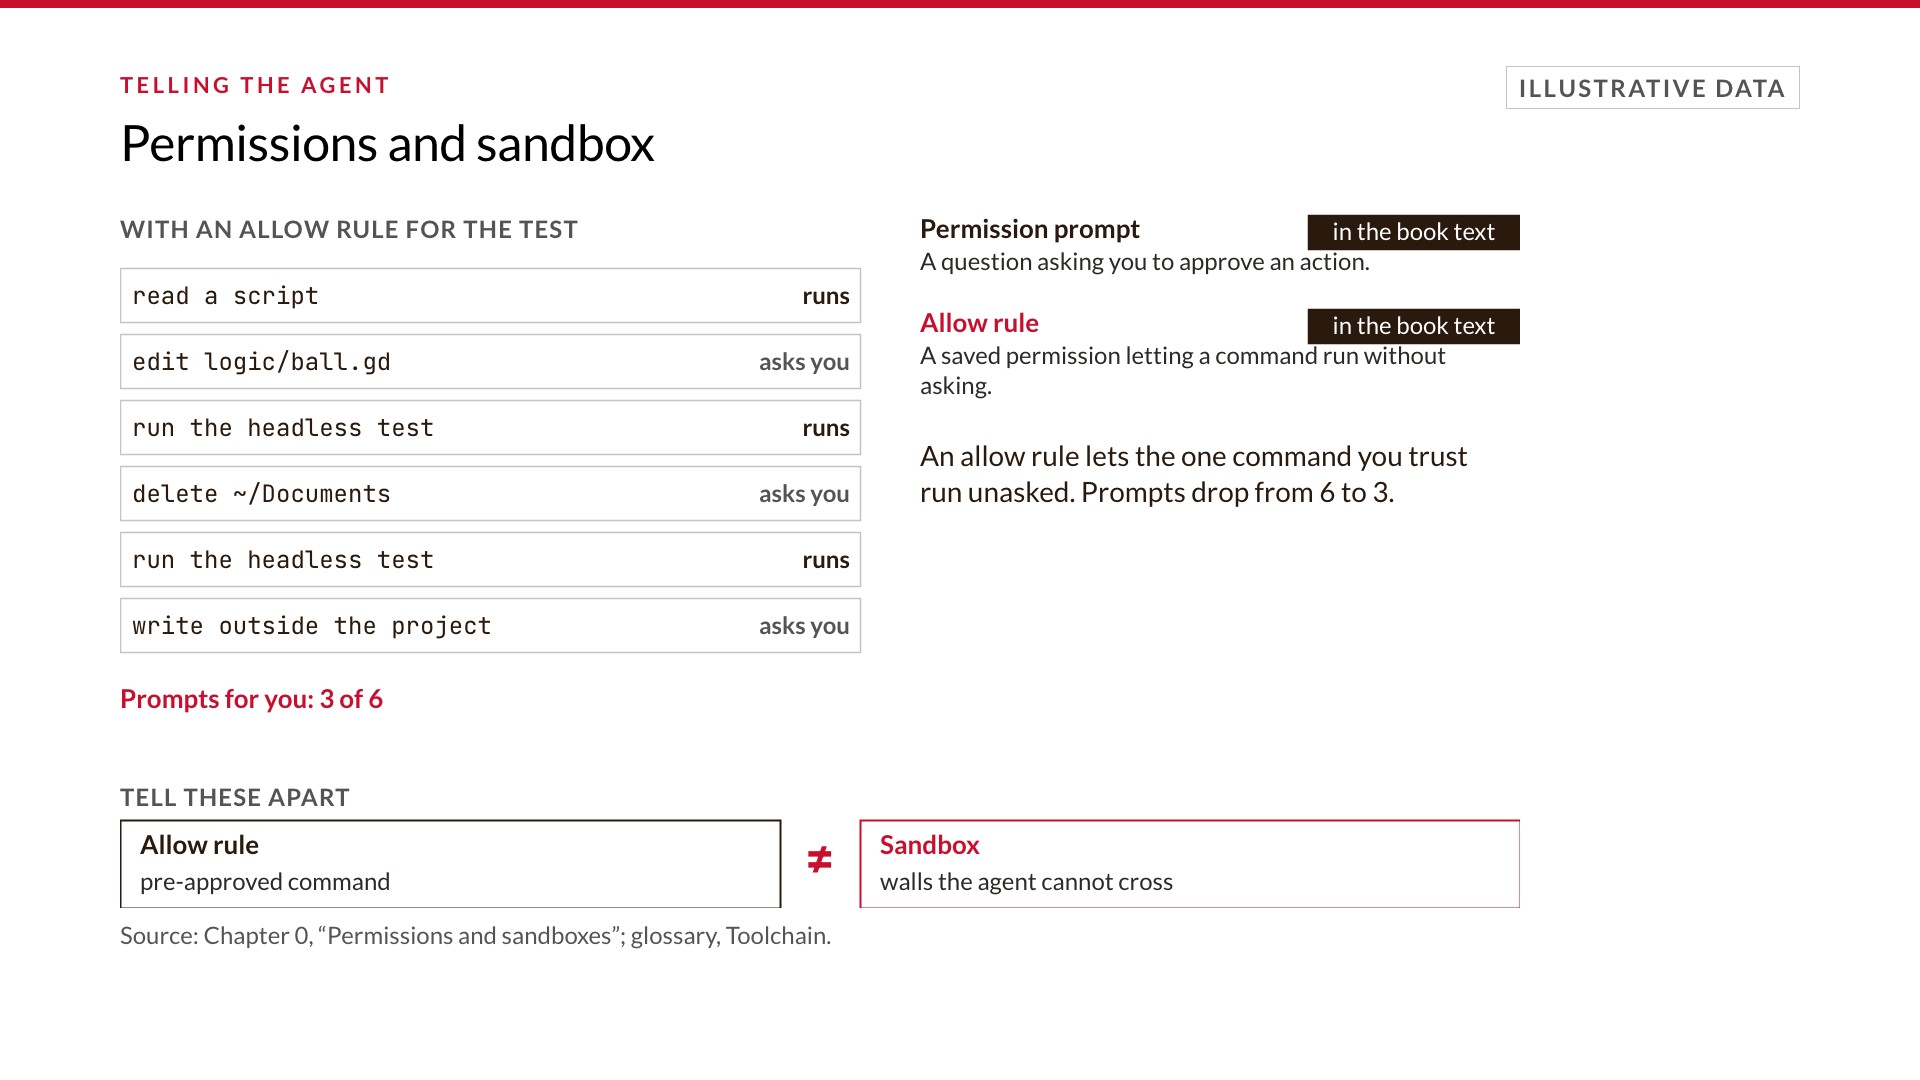 TELLING THE AGENT
ILLUSTRATIVE DATA
Permissions and sandbox
WITH AN ALLOW RULE FOR THE TEST
read a script runs
edit logic/ball.gd asks you
run the headless test runs
delete ~/Documents asks you
run the headless test runs
write outside the project asks you
Prompts for you: 3 of 6
Permission prompt in the book text
A question asking you to approve an action.
Allow rule in the book text
A saved permission letting a command run without
asking.
An allow rule lets the one command you trust
run unasked. Prompts drop from 6 to 3.
TELL THESE APART
Allow rule
pre-approved command
≠
Sandbox
walls the agent cannot cross
Source: Chapter 0, “Permissions and sandboxes”; glossary, Toolchain.